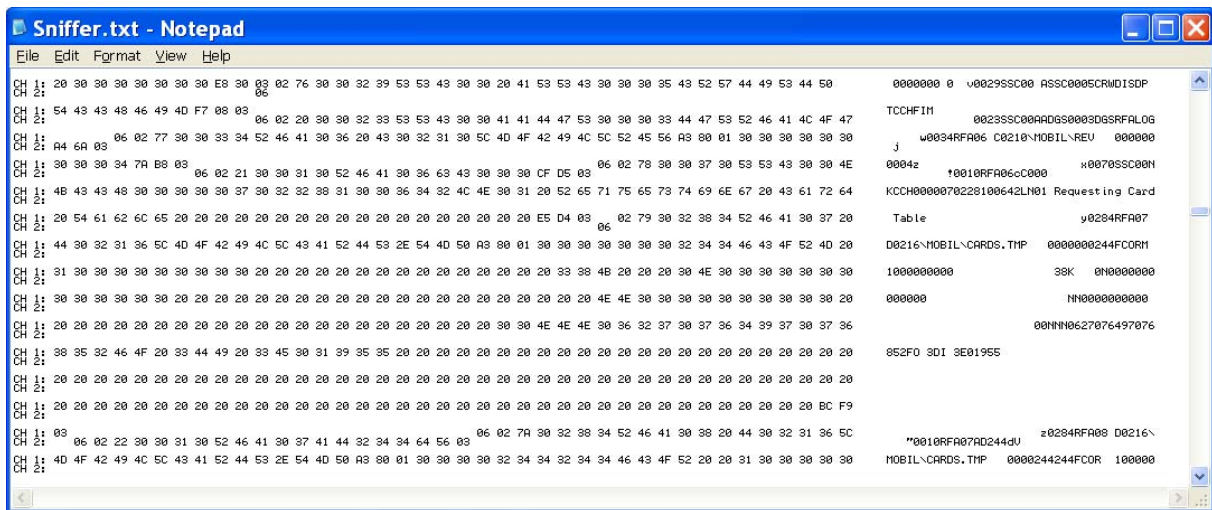 Sniffer.txt - Notepad
File Edit Format View Help
CH 1: 20 30 30 30 30 30 30 30 E8 30 03 02 76 30 30 32 39 53 53 43 30 30 20 41 53 53 43 30 30 30 35 43 52 57 44 49 53 44 50 0000000 0 v0029SSC00 ASSC0005CRWDISDP
CH 2: 06
CH 1: 54 43 43 48 46 49 4D F7 08 03 TCCHFIM
CH 2: 06 02 20 30 30 32 33 53 53 43 30 30 41 41 44 47 53 30 30 30 33 44 47 53 52 46 41 4C 4F 47 0023SSC00AADGS0003DGSRFALOG
CH 1: 06 02 77 30 30 33 34 52 46 41 30 36 20 43 30 32 31 30 5C 4D 4F 42 49 4C 5C 52 45 56 A3 80 01 30 30 30 30 30 30 w0034RFA06 C0210\MOBIL\REV 000000
CH 2: A4 6A 03 j
CH 1: 30 30 30 34 7A B8 03 06 02 78 30 30 37 30 53 53 43 30 30 4E 0004z x0070SSC00N
CH 2: 06 02 21 30 30 31 30 52 46 41 30 36 63 43 30 30 30 CF D5 03 !0010RFA06cC000
CH 1: 4B 43 43 48 30 30 30 30 37 30 32 32 38 31 30 30 36 34 32 4C 4E 30 31 20 52 65 71 75 65 73 74 69 6E 67 20 43 61 72 64 KCCH0000070228100642LN01 Requesting Card
CH 2:
CH 1: 20 54 61 62 6C 65 20 20 20 20 20 20 20 20 20 20 20 20 20 20 20 20 20 E5 D4 03 02 79 30 32 38 34 52 46 41 30 37 20 Table y0284RFA07
CH 2: 06
CH 1: 44 30 32 31 36 5C 4D 4F 42 49 4C 5C 43 41 52 44 53 2E 54 4D 50 A3 80 01 30 30 30 30 30 30 30 32 34 34 46 43 4F 52 4D 20 D0216\MOBIL\CARDS.TMP 0000000244FCORM
CH 2:
CH 1: 31 30 30 30 30 30 30 30 30 30 20 20 20 20 20 20 20 20 20 20 20 20 20 20 20 20 20 33 38 4B 20 20 20 30 4E 30 30 30 30 30 30 30 1000000000 38K 0N0000000
CH 2:
CH 1: 30 30 30 30 30 30 20 20 20 20 20 20 20 20 20 20 20 20 20 20 20 20 20 20 20 20 20 4E 4E 30 30 30 30 30 30 30 30 30 30 20 000000 NN0000000000
CH 2:
CH 1: 20 20 20 20 20 20 20 20 20 20 20 20 20 20 20 20 20 20 20 20 20 20 30 30 4E 4E 4E 30 36 32 37 30 37 36 34 39 37 30 37 36 00NNN0627076497076
CH 2:
CH 1: 38 35 32 46 4F 20 33 44 49 20 33 45 30 31 39 35 35 20 20 20 20 20 20 20 20 20 20 20 20 20 20 20 20 20 20 20 20 20 20 20 852FO 3DI 3E01955
CH 2:
CH 1: 20 20 20 20 20 20 20 20 20 20 20 20 20 20 20 20 20 20 20 20 20 20 20 20 20 20 20 20 20 20 20 20 20 20 20 20 20 20 20 20
CH 2:
CH 1: 20 20 20 20 20 20 20 20 20 20 20 20 20 20 20 20 20 20 20 20 20 20 20 20 20 20 20 20 20 20 20 20 20 20 20 20 20 20 BC F9
CH 2:
CH 1: 03 06 02 7A 30 32 38 34 52 46 41 30 38 20 44 30 32 31 36 5C z0284RFA08 D0216\
CH 2: 06 02 22 30 30 31 30 52 46 41 30 37 41 44 32 34 34 64 56 03 "0010RFA07AD244dV
CH 1: 4D 4F 42 49 4C 5C 43 41 52 44 53 2E 54 4D 50 A3 80 01 30 30 30 30 32 34 34 32 34 34 46 43 4F 52 20 20 31 30 30 30 30 30 MOBIL\CARDS.TMP 0000244244FCOR 100000
CH 2: